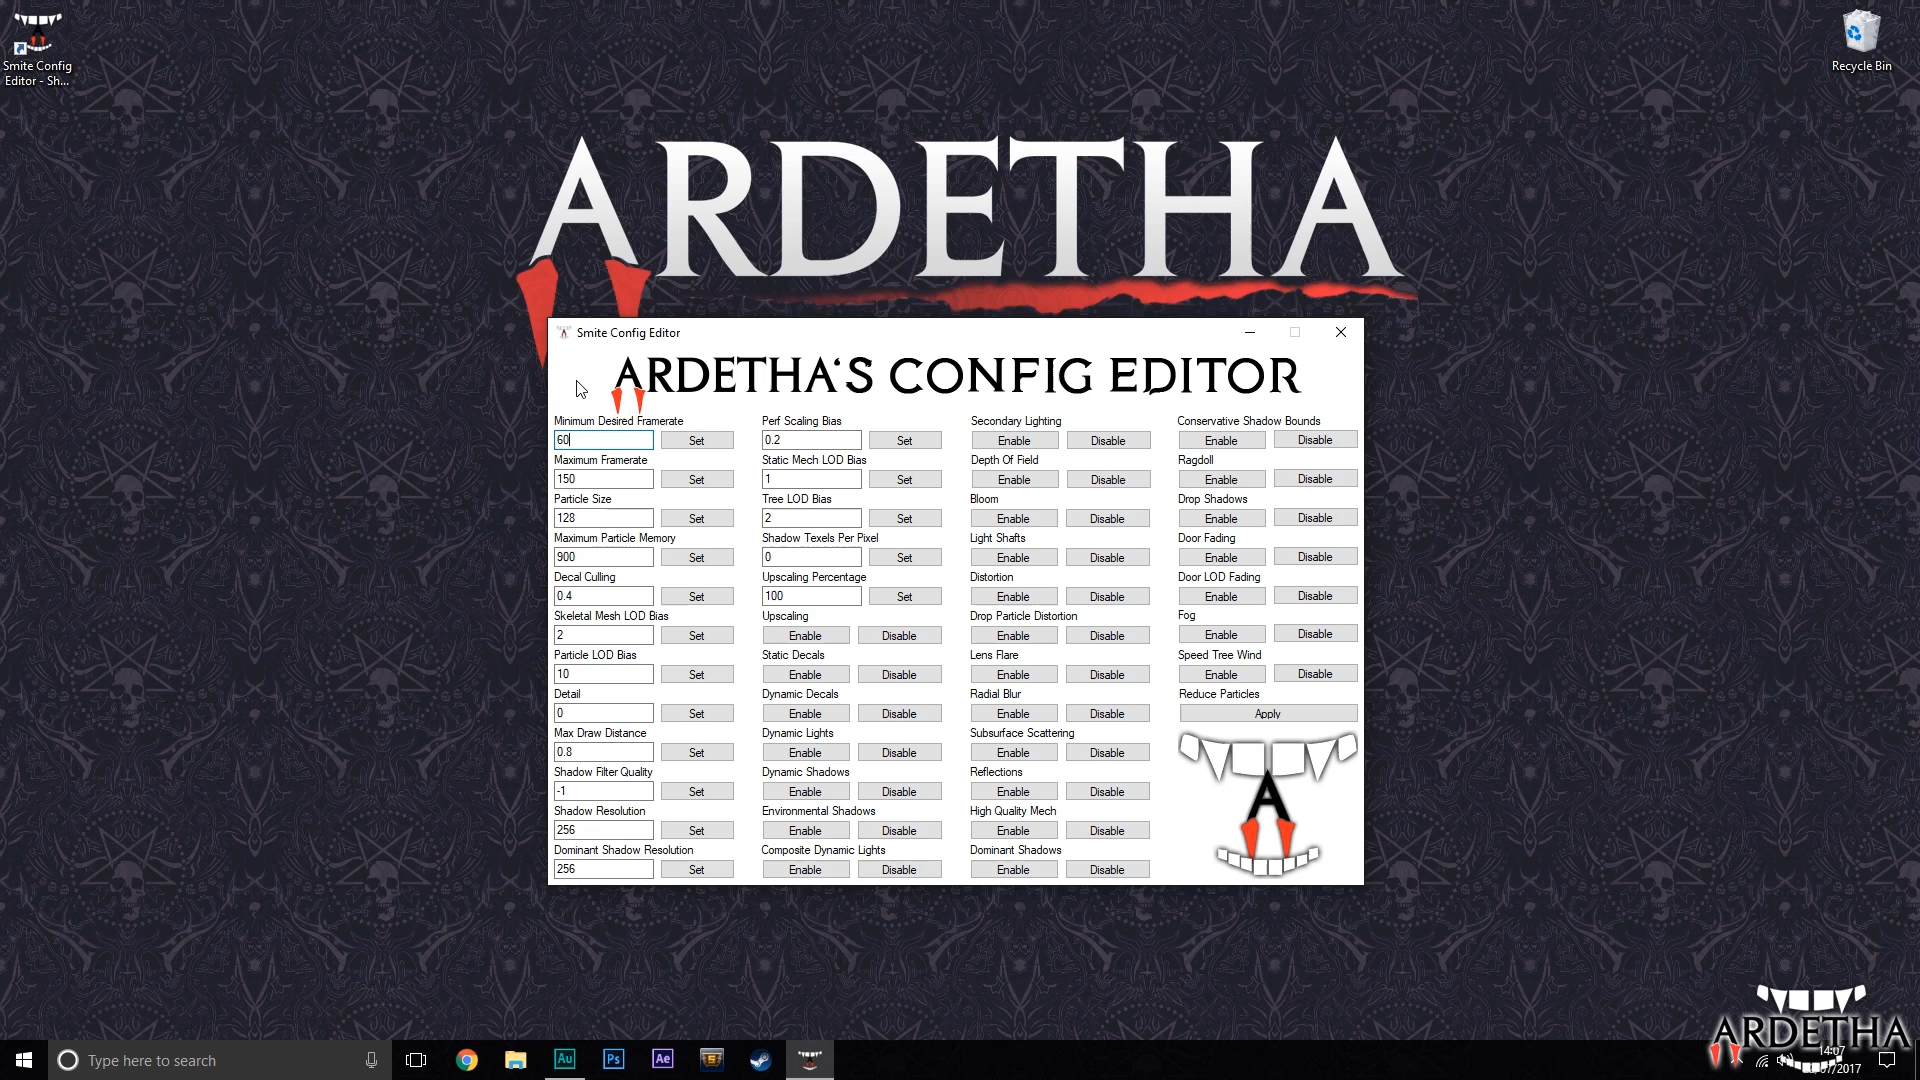 Smite Config
Editor - Sh...
Recycle Bin
ARDETHA
Smite Config Editor
ARDETHA'S CONFIG EDITOR
Minimum Desired Framerate
60 Set
Maximum Framerate
150 Set
Particle Size
128 Set
Maximum Particle Memory
900 Set
Decal Culling
0.4 Set
Skeletal Mesh LOD Bias
2 Set
Particle LOD Bias
10 Set
Detail
0 Set
Max Draw Distance
0.8 Set
Shadow Filter Quality
-1 Set
Shadow Resolution
256 Set
Dominant Shadow Resolution
256 Set
Perf Scaling Bias
0.2 Set
Static Mech LOD Bias
1 Set
Tree LOD Bias
2 Set
Shadow Texels Per Pixel
0 Set
Upscaling Percentage
100 Set
Upscaling
Enable Disable
Static Decals
Enable Disable
Dynamic Decals
Enable Disable
Dynamic Lights
Enable Disable
Dynamic Shadows
Enable Disable
Environmental Shadows
Enable Disable
Composite Dynamic Lights
Enable Disable
Secondary Lighting
Enable Disable
Depth Of Field
Enable Disable
Bloom
Enable Disable
Light Shafts
Enable Disable
Distortion
Enable Disable
Drop Particle Distortion
Enable Disable
Lens Flare
Enable Disable
Radial Blur
Enable Disable
Subsurface Scattering
Enable Disable
Reflections
Enable Disable
High Quality Mech
Enable Disable
Dominant Shadows
Enable Disable
Conservative Shadow Bounds
Enable Disable
Ragdoll
Enable Disable
Drop Shadows
Enable Disable
Door Fading
Enable Disable
Door LOD Fading
Enable Disable
Fog
Enable Disable
Speed Tree Wind
Enable Disable
Reduce Particles
Apply
A
Type here to search
Au Ps Ae S
ARDETHA
14:07